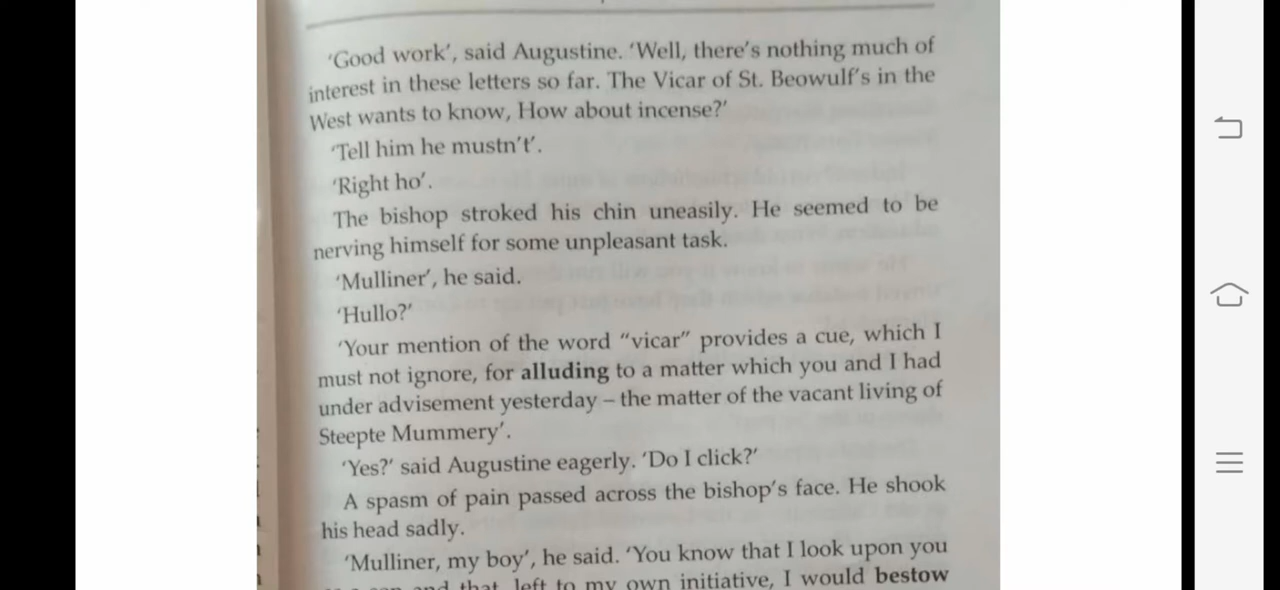 'Good work', said Augustine. 'Well, there's nothing much of
interest in these letters so far. The Vicar of St. Beowulf's in the
West wants to know, How about incense?'
'Tell him he mustn't'.
'Right ho'.
The bishop stroked his chin uneasily. He seemed to be
nerving himself for some unpleasant task.
'Mulliner', he said.
'Hullo?'
'Your mention of the word "vicar" provides a cue, which I
must not ignore, for alluding to a matter which you and I had
under advisement yesterday – the matter of the vacant living of
Steepte Mummery'.
'Yes?' said Augustine eagerly. 'Do I click?'
A spasm of pain passed across the bishop's face. He shook
his head sadly.
'Mulliner, my boy', he said. 'You know that I look upon you
and that, left to my own initiative, I would bestow